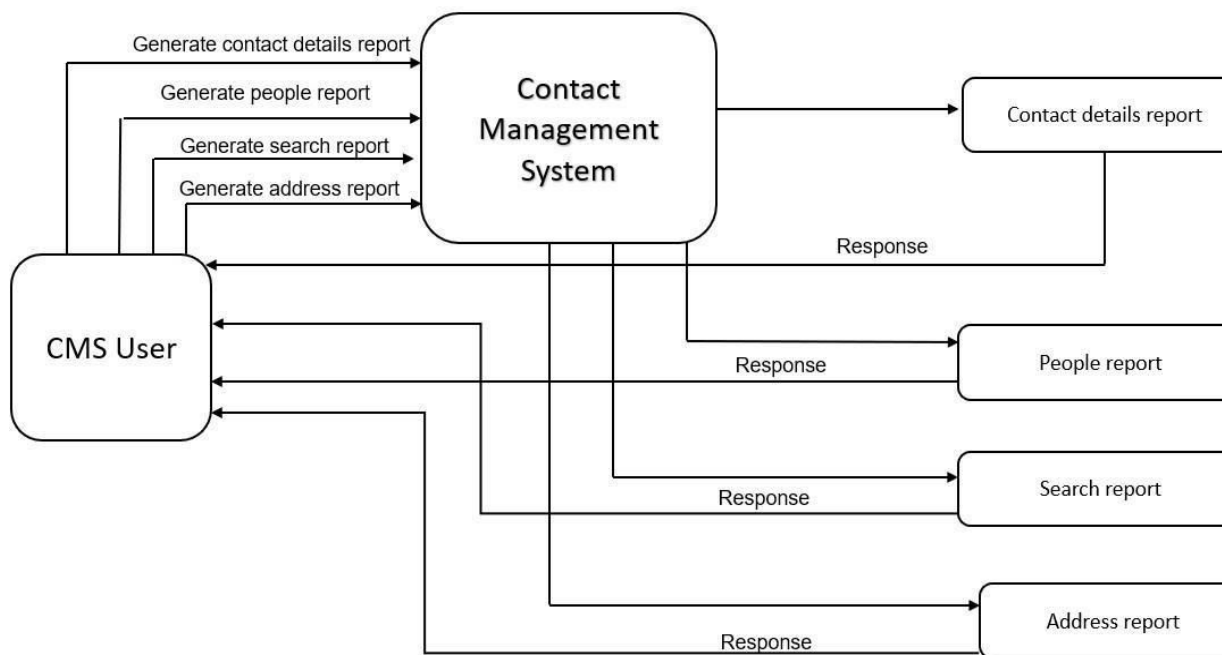 Generate contact details report
Generate people report
Generate search report
Generate address report
Contact
Management
System
Contact details report
Response
CMS User
People report
Response
Search report
Response
Address report
Response